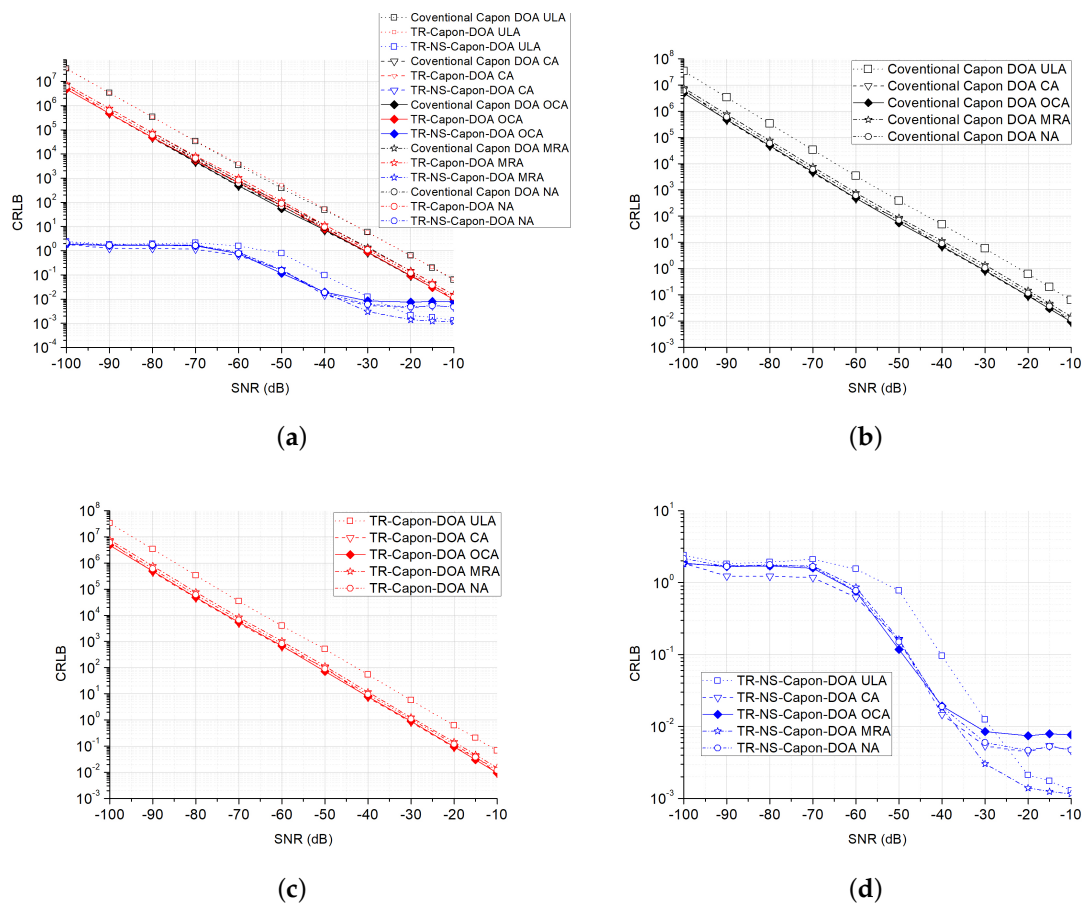 Coventional Capon DOA ULA
TR-Capon-DOA ULA
TR-NS-Capon-DOA ULA
Coventional Capon DOA CA
TR-Capon-DOA CA
TR-NS-Capon-DOA CA
Coventional Capon DOA OCA
TR-Capon-DOA OCA
TR-NS-Capon-DOA OCA
Coventional Capon DOA MRA
TR-Capon-DOA MRA
TR-NS-Capon-DOA MRA
Coventional Capon DOA NA
TR-Capon-DOA NA
TR-NS-Capon-DOA NA
10^7
10^6
10^5
10^4
10^3
10^2
10^1
10^0
10^-1
10^-2
10^-3
10^-4
CRLB
-100 -90 -80 -70 -60 -50 -40 -30 -20 -10
SNR (dB)
(a)
Coventional Capon DOA ULA
Coventional Capon DOA CA
Coventional Capon DOA OCA
Coventional Capon DOA MRA
Coventional Capon DOA NA
10^8
10^7
10^6
10^5
10^4
10^3
10^2
10^1
10^0
10^-1
10^-2
10^-3
CRLB
-100 -90 -80 -70 -60 -50 -40 -30 -20 -10
SNR (dB)
(b)
TR-Capon-DOA ULA
TR-Capon-DOA CA
TR-Capon-DOA OCA
TR-Capon-DOA MRA
TR-Capon-DOA NA
10^8
10^7
10^6
10^5
10^4
10^3
10^2
10^1
10^0
10^-1
10^-2
10^-3
CRLB
-100 -90 -80 -70 -60 -50 -40 -30 -20 -10
SNR (dB)
(c)
10^1
10^0
10^-1
10^-2
10^-3
CRLB
TR-NS-Capon-DOA ULA
TR-NS-Capon-DOA CA
TR-NS-Capon-DOA OCA
TR-NS-Capon-DOA MRA
TR-NS-Capon-DOA NA
-100 -90 -80 -70 -60 -50 -40 -30 -20 -10
SNR (dB)
(d)